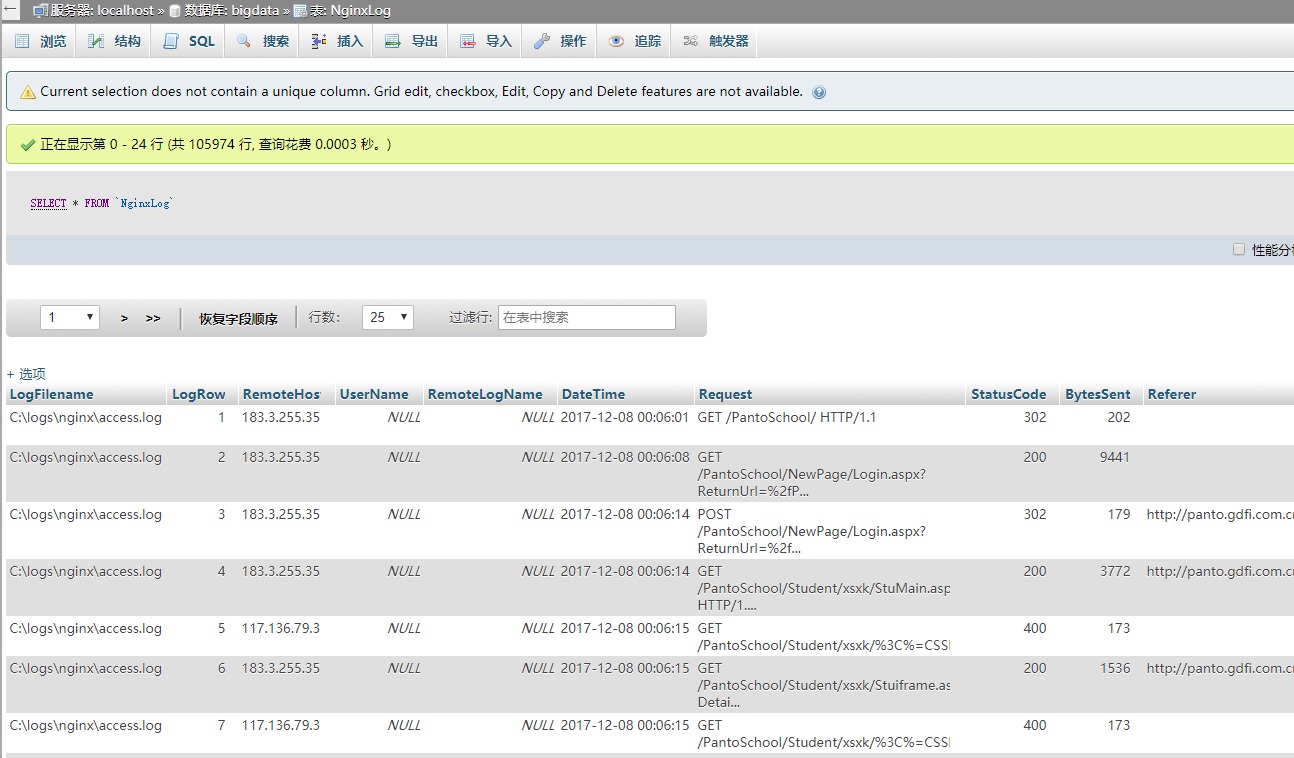 服务器: localhost » 数据库: bigdata » 表: NginxLog
浏览 结构 SQL 搜索 插入 导出 导入 操作 追踪 触发器
Current selection does not contain a unique column. Grid edit, checkbox, Edit, Copy and Delete features are not available.
正在显示第 0 - 24 行 (共 105974 行, 查询花费 0.0003 秒。)
SELECT * FROM `NginxLog`
性能分析
1 > >> 恢复字段顺序 行数: 25 过滤行: 在表中搜索
+ 选项
LogFilename LogRow RemoteHos UserName RemoteLogName DateTime Request StatusCode BytesSent Referer
C:\logs\nginx\access.log 1 183.3.255.35 NULL NULL 2017-12-08 00:06:01 GET /PantoSchool/ HTTP/1.1 302 202
C:\logs\nginx\access.log 2 183.3.255.35 NULL NULL 2017-12-08 00:06:08 GET 200 9441
/PantoSchool/NewPage/Login.aspx?
ReturnUrl=%2fP...
C:\logs\nginx\access.log 3 183.3.255.35 NULL NULL 2017-12-08 00:06:14 POST 302 179 http://panto.gdfi.com.cn
/PantoSchool/NewPage/Login.aspx?
ReturnUrl=%2f...
C:\logs\nginx\access.log 4 183.3.255.35 NULL NULL 2017-12-08 00:06:14 GET 200 3772 http://panto.gdfi.com.cn
/PantoSchool/Student/xsxk/StuMain.asp
HTTP/1....
C:\logs\nginx\access.log 5 117.136.79.3 NULL NULL 2017-12-08 00:06:15 GET 400 173
/PantoSchool/Student/xsxk/%3C%=CSSI
C:\logs\nginx\access.log 6 183.3.255.35 NULL NULL 2017-12-08 00:06:15 GET 200 1536 http://panto.gdfi.com.cn
/PantoSchool/Student/xsxk/Stuiframe.as
Detai...
C:\logs\nginx\access.log 7 117.136.79.3 NULL NULL 2017-12-08 00:06:15 GET 400 173
/PantoSchool/Student/xsxk/%3C%=CSSI